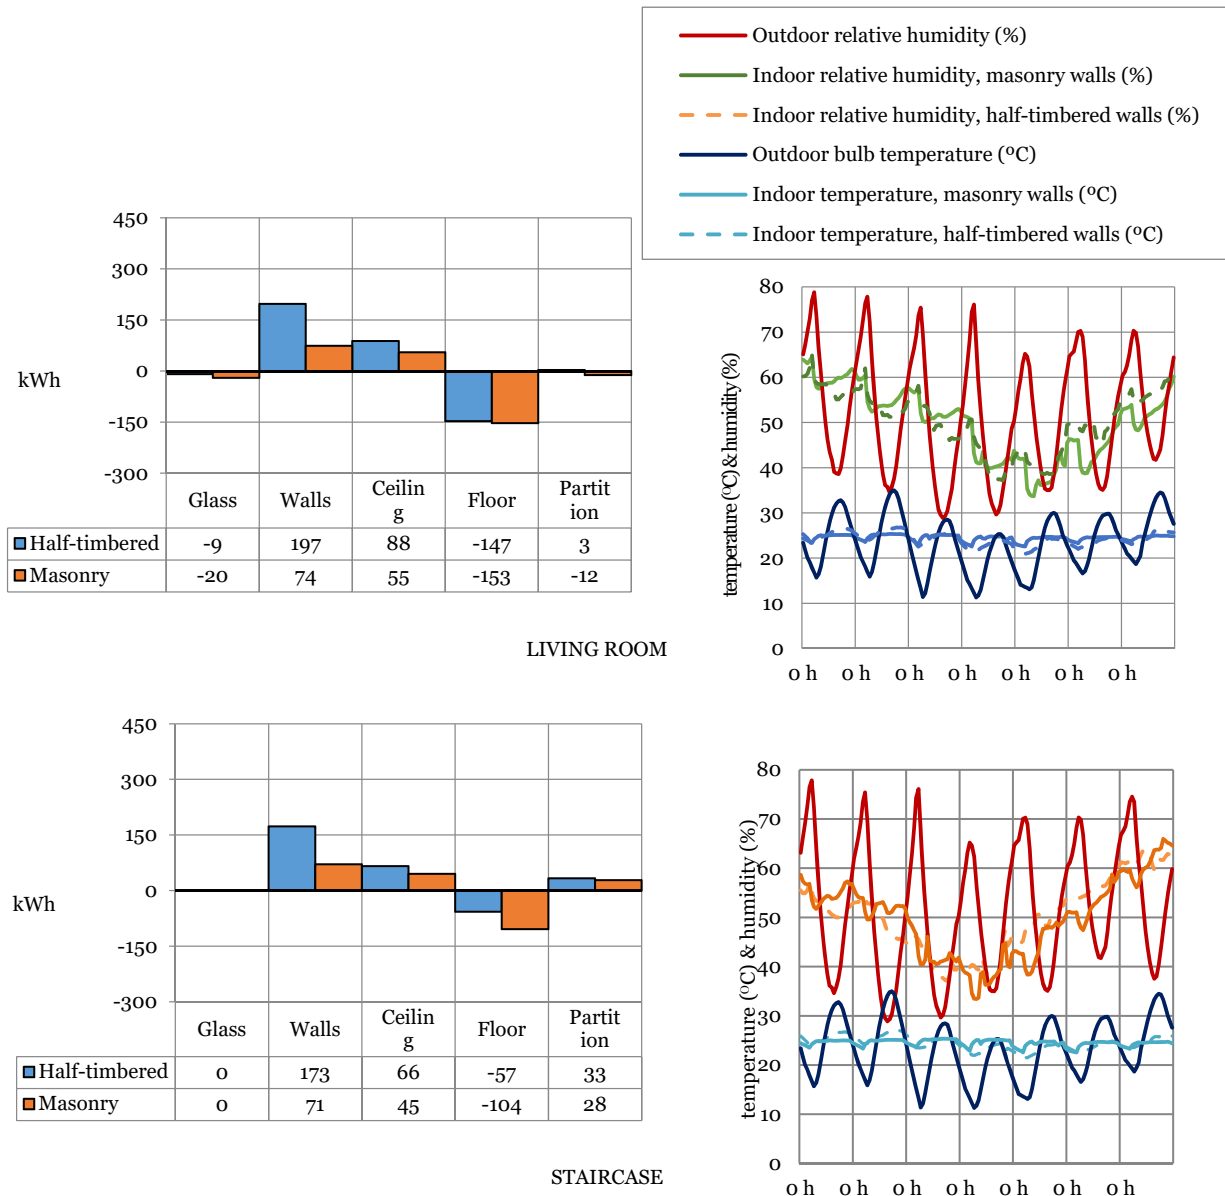 Outdoor relative humidity (%)
Indoor relative humidity, masonry walls (%)
Indoor relative humidity, half-timbered walls (%)
Outdoor bulb temperature (ºC)
Indoor temperature, masonry walls (ºC)
Indoor temperature, half-timbered walls (ºC)
450
300
150
0
-150
-300
kWh
Glass Walls Ceilin Floor Partit
g ion
Half-timbered -9 197 88 -147 3
Masonry -20 74 55 -153 -12
80
70
60
50
40
30
20
10
0
temperature (ºC) & humidity (%)
0 h 0 h 0 h 0 h 0 h 0 h 0 h
LIVING ROOM
450
300
150
0
-150
-300
kWh
Glass Walls Ceilin Floor Partit
g ion
Half-timbered 0 173 66 -57 33
Masonry 0 71 45 -104 28
80
70
60
50
40
30
20
10
0
temperature (ºC) & humidity (%)
0 h 0 h 0 h 0 h 0 h 0 h 0 h
STAIRCASE